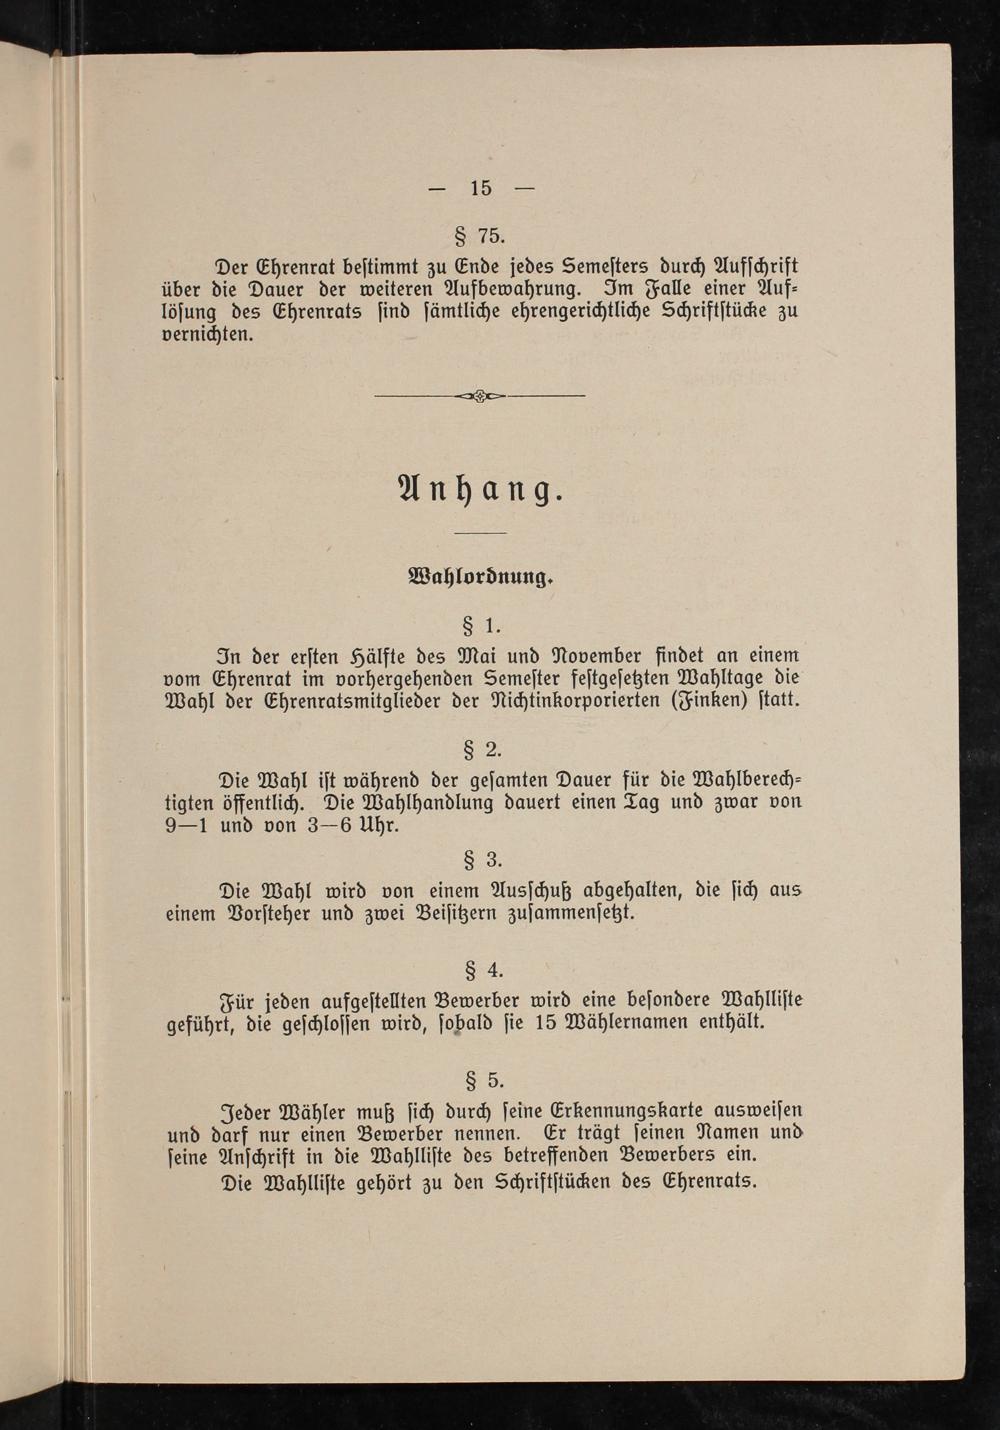 — 15 —
§ 75.
Der Ehrenrat bestimmt zu Ende jedes Semesters durch Aufschrift
über die Dauer der weiteren Aufbewahrung. Im Falle einer Auf-
lösung des Ehrenrats sind sämtliche ehrengerichtliche Schriftstücke zu
vernichten.
Anhang.
Wahlordnung.
§ 1.
In der ersten Hälfte des Mai und November findet an einem
vom Ehrenrat im vorhergehenden Semester festgesetzten Wahltage die
Wahl der Ehrenratsmitglieder der Nichtinkorporierten (Finken) statt.
§ 2.
Die Wahl ist während der gesamten Dauer für die Wahlberech-
tigten öffentlich. Die Wahlhandlung dauert einen Tag und zwar von
9—1 und von 3—6 Uhr.
§ 3.
Die Wahl wird von einem Ausschuß abgehalten, die sich aus
einem Vorsteher und zwei Beisitzern zusammensetzt.
§ 4.
Für jeden aufgestellten Bewerber wird eine besondere Wahlliste
geführt, die geschlossen wird, sobald sie 15 Wählernamen enthält.
§ 5.
Jeder Wähler muß sich durch seine Erkennungskarte ausweisen
und darf nur einen Bewerber nennen. Er trägt seinen Namen und
seine Anschrift in die Wahlliste des betreffenden Bewerbers ein.
Die Wahlliste gehört zu den Schriftstücken des Ehrenrats.